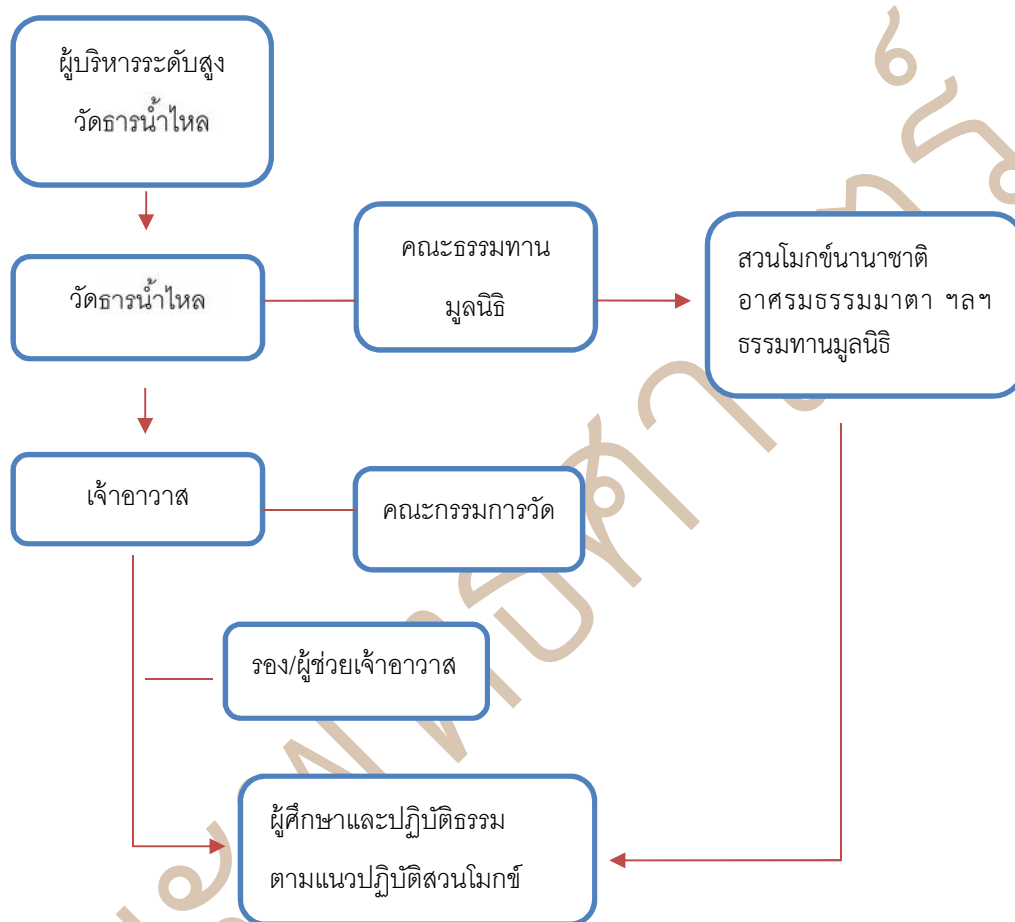 ผู้บริหารระดับสูง
วัดธารน้ำไหล
วัดธารน้ำไหล
คณะธรรมทาน
มูลนิธิ
สวนโมกข์นานาชาติ
อาศรมธรรมมาตา ฯลฯ
ธรรมทานมูลนิธิ
เจ้าอาวาส
คณะกรรมการวัด
รอง/ผู้ช่วยเจ้าอาวาส
ผู้ศึกษาและปฏิบัติธรรม
ตามแนวปฏิบัติสวนโมกข์